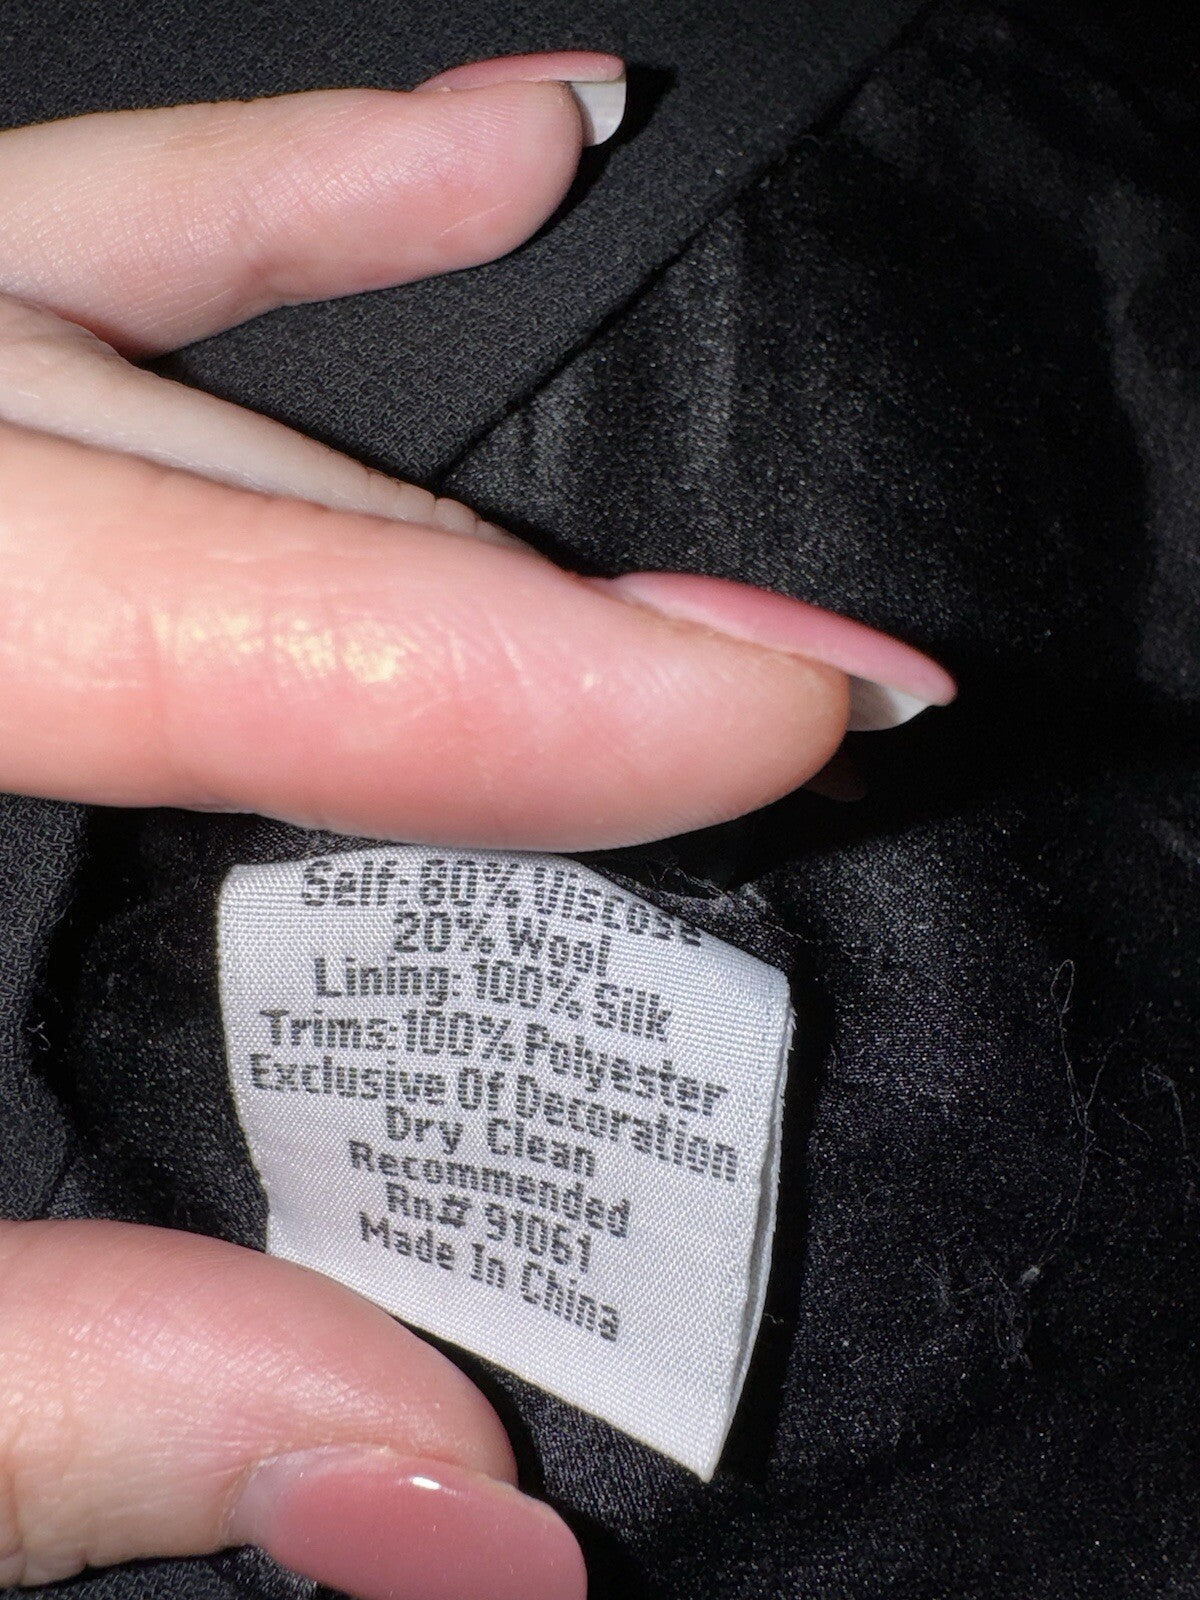 Self: 80% Viscose
20% Wool
Lining: 100% Silk
Trims:100% Polyester
Exclusive Of Decoration
Dry Clean
Recommended
Rn# 91061
Made In China